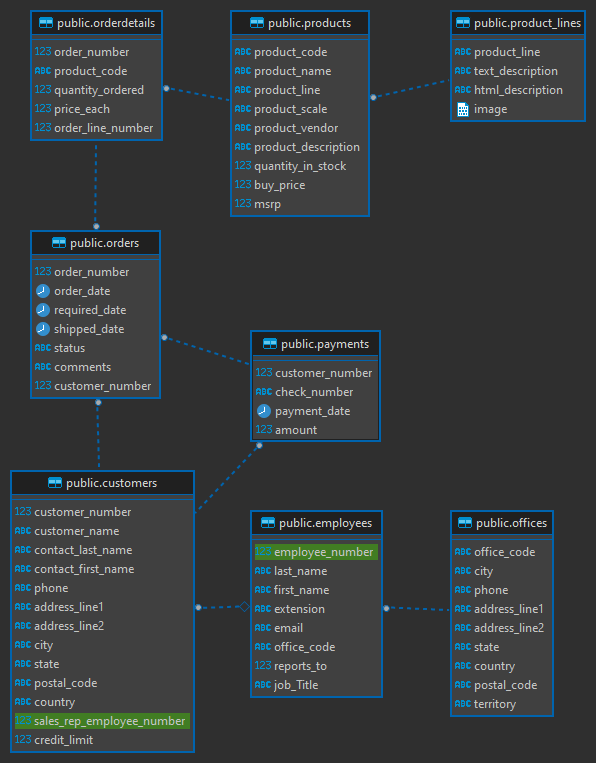 public.orderdetails
123 order_number
ABC product_code
123 quantity_ordered
123 price_each
123 order_line_number
public.products
ABC product_code
ABC product_name
ABC product_line
ABC product_scale
ABC product_vendor
ABC product_description
123 quantity_in_stock
123 buy_price
123 msrp
public.product_lines
ABC product_line
ABC text_description
ABC html_description
image
public.orders
123 order_number
order_date
required_date
shipped_date
ABC status
ABC comments
123 customer_number
public.payments
123 customer_number
ABC check_number
payment_date
123 amount
public.customers
123 customer_number
ABC customer_name
ABC contact_last_name
ABC contact_first_name
ABC phone
ABC address_line1
ABC address_line2
ABC city
ABC state
ABC postal_code
ABC country
123 sales_rep_employee_number
123 credit_limit
public.employees
123 employee_number
ABC last_name
ABC first_name
ABC extension
ABC email
ABC office_code
123 reports_to
ABC job_Title
public.offices
ABC office_code
ABC city
ABC phone
ABC address_line1
ABC address_line2
ABC state
ABC country
ABC postal_code
ABC territory